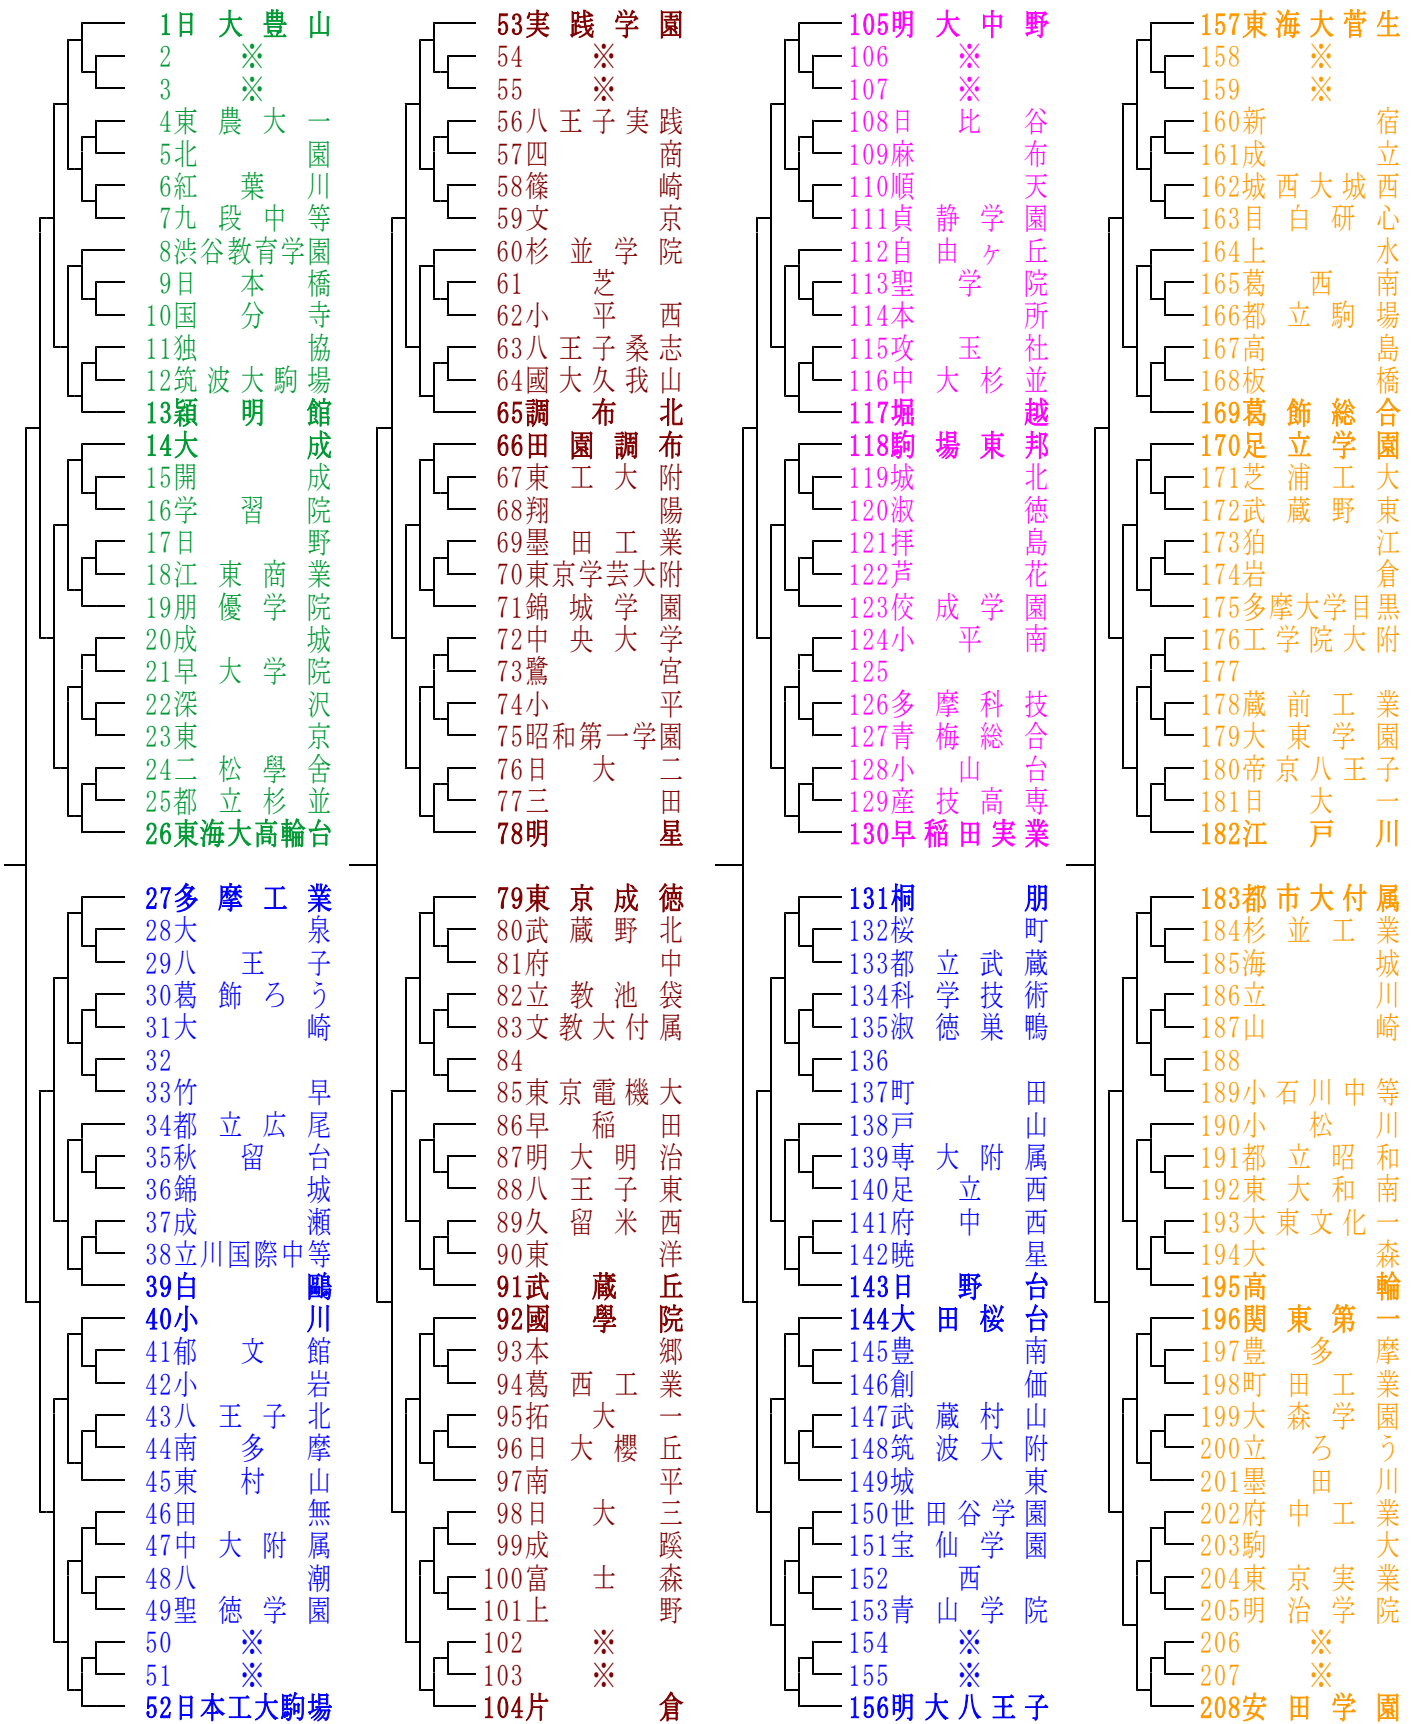 1日大豊山
2 ※
3 ※
4東農大一
5北園
6紅葉川
7九段中等
8渋谷教育学園
9日本橋
10国分寺
11独協
12筑波大駒場
13穎明館
14大成
15開成
16学習院
17日野
18江東商業
19朋優学院
20成城
21早大学院
22深沢
23東京
24二松學舍
25都立杉並
26東海大高輪台
27多摩工業
28大泉
29八王子
30葛飾ろう
31大崎
32
33竹早
34都立広尾
35秋留台
36錦城
37成瀬
38立川国際中等
39白鷗
40小川
41郁文館
42小岩
43八王子北
44南多摩
45東村山
46田無
47中大附属
48八潮
49聖徳学園
50 ※
51 ※
52日本工大駒場
53実践学園
54 ※
55 ※
56八王子実践
57四商
58篠崎
59文京
60杉並学院
61芝
62小平西
63八王子桑志
64國大久我山
65調布北
66田園調布
67東工大附
68翔陽
69墨田工業
70東京学芸大附
71錦城学園
72中央大学
73鷺宮
74小平
75昭和第一学園
76日大二
77三田
78明星
79東京成徳
80武蔵野北
81府中
82立教池袋
83文教大付属
84
85東京電機大
86早稲田
87明大明治
88八王子東
89久留米西
90東洋
91武蔵丘
92國學院
93本郷
94葛西工業
95拓大一
96日大櫻丘
97南平
98日大三
99成蹊
100富士森
101上野
102 ※
103 ※
104片倉
105明大中野
106 ※
107 ※
108日比谷
109麻布
110順天
111貞静学園
112自由ヶ丘
113聖学院
114本所
115攻玉社
116中大杉並
117堀越
118駒場東邦
119城北
120淑徳
121拝島
122芦花
123佼成学園
124小平南
125
126多摩科技
127青梅総合
128小山台
129産技高専
130早稲田実業
131桐朋
132桜町
133都立武蔵
134科学技術
135淑徳巣鴨
136
137町田
138戸山
139専大附属
140足立西
141府中西
142暁星
143日野台
144大田桜台
145豊南
146創価
147武蔵村山
148筑波大附
149城東
150世田谷学園
151宝仙学園
152西
153青山学院
154 ※
155 ※
156明大八王子
157東海大菅生
158 ※
159 ※
160新宿
161成立
162城西大城西
163目白研心
164上水
165葛西南
166都立駒場
167高島
168板橋
169葛飾総合
170足立学園
171芝浦工大
172武蔵野東
173狛江
174岩倉
175多摩大学目黒
176工学院大附
177
178蔵前工業
179大東学園
180帝京八王子
181日大一
182江戸川
183都市大付属
184杉並工業
185海城
186立川
187山崎
188
189小石川中等
190小松川
191都立昭和
192東大和南
193大東文化一
194大森
195高輪
196関東第一
197豊多摩
198町田工業
199大森学園
200立ろう
201墨田川
202府中工業
203駒大
204東京実業
205明治学院
206 ※
207 ※
208安田学園